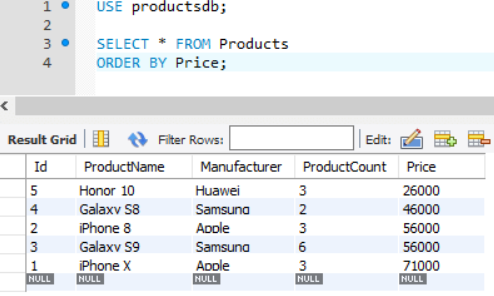 1 USE productsdb;
2
3 SELECT * FROM Products
4 ORDER BY Price;
Result Grid Filter Rows: Edit:
Id ProductName Manufacturer ProductCount Price
5 Honor 10 Huawei 3 26000
4 Galaxy S8 Samsung 2 46000
2 iPhone 8 Apple 3 56000
3 Galaxy S9 Samsung 6 56000
1 iPhone X Apple 3 71000
NULL NULL NULL NULL NULL